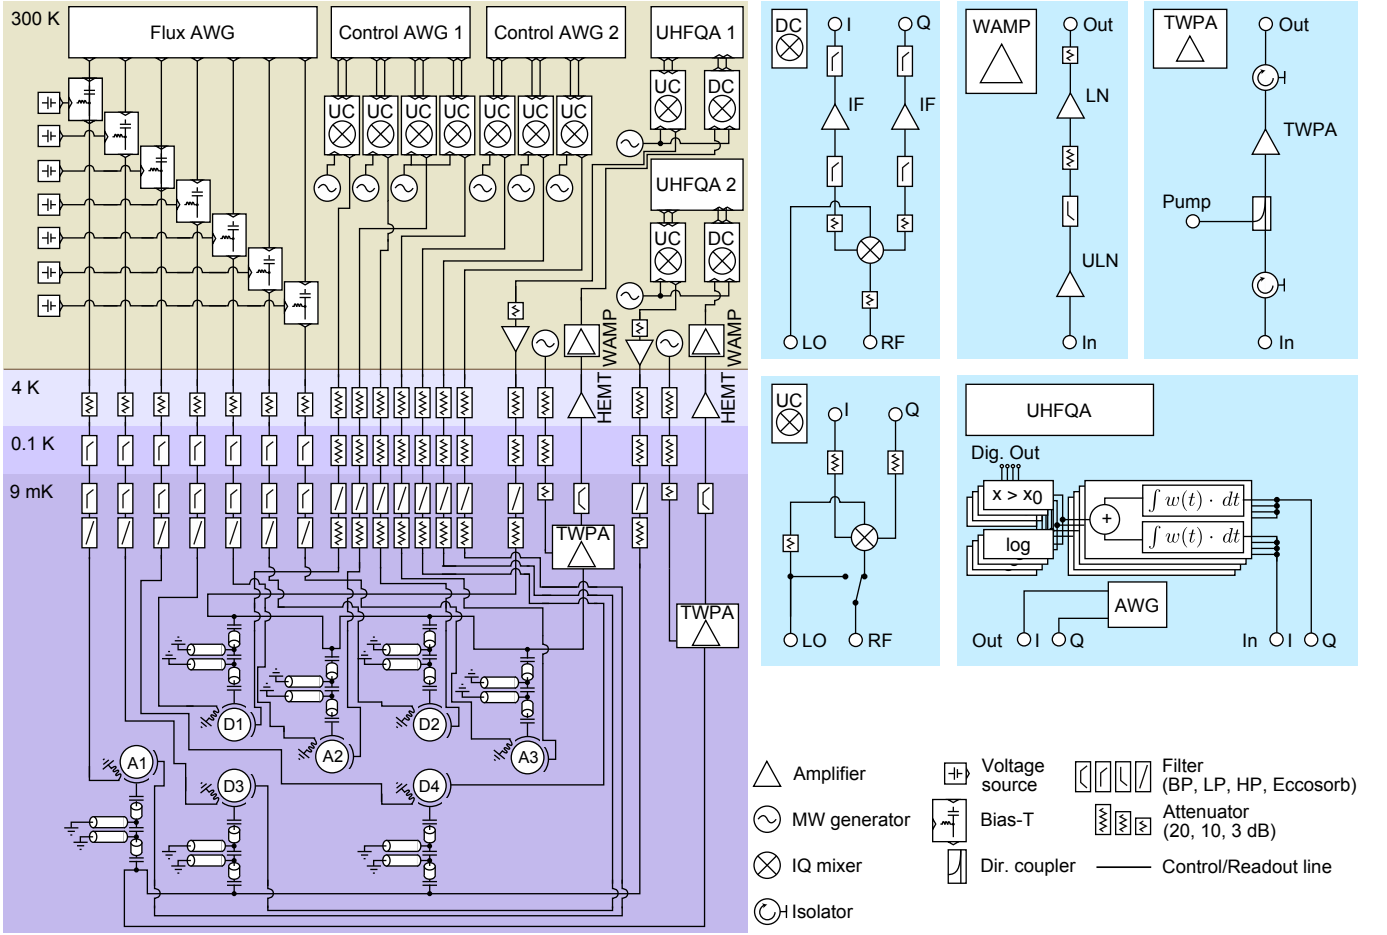 300 K
Flux AWG
Control AWG 1
Control AWG 2
UHFQA 1
UC
DC
UC
UC
UC
UC
UC
UC
UC
UHFQA 2
UC
DC
WAMP
WAMP
HEMT
HEMT
4 K
0.1 K
9 mK
TWPA
TWPA
D1
A2
D2
A3
A1
D3
D4
DC
I
Q
IF
IF
LO
RF
WAMP
Out
LN
ULN
In
TWPA
Out
TWPA
Pump
In
UC
I
Q
LO
RF
UHFQA
Dig. Out
x > x0
log
+
∫ w(t) · dt
∫ w(t) · dt
AWG
Out
I
Q
In
I
Q
Amplifier
MW generator
IQ mixer
Isolator
Voltage
source
Bias-T
Dir. coupler
Filter
(BP, LP, HP, Eccosorb)
Attenuator
(20, 10, 3 dB)
Control/Readout line